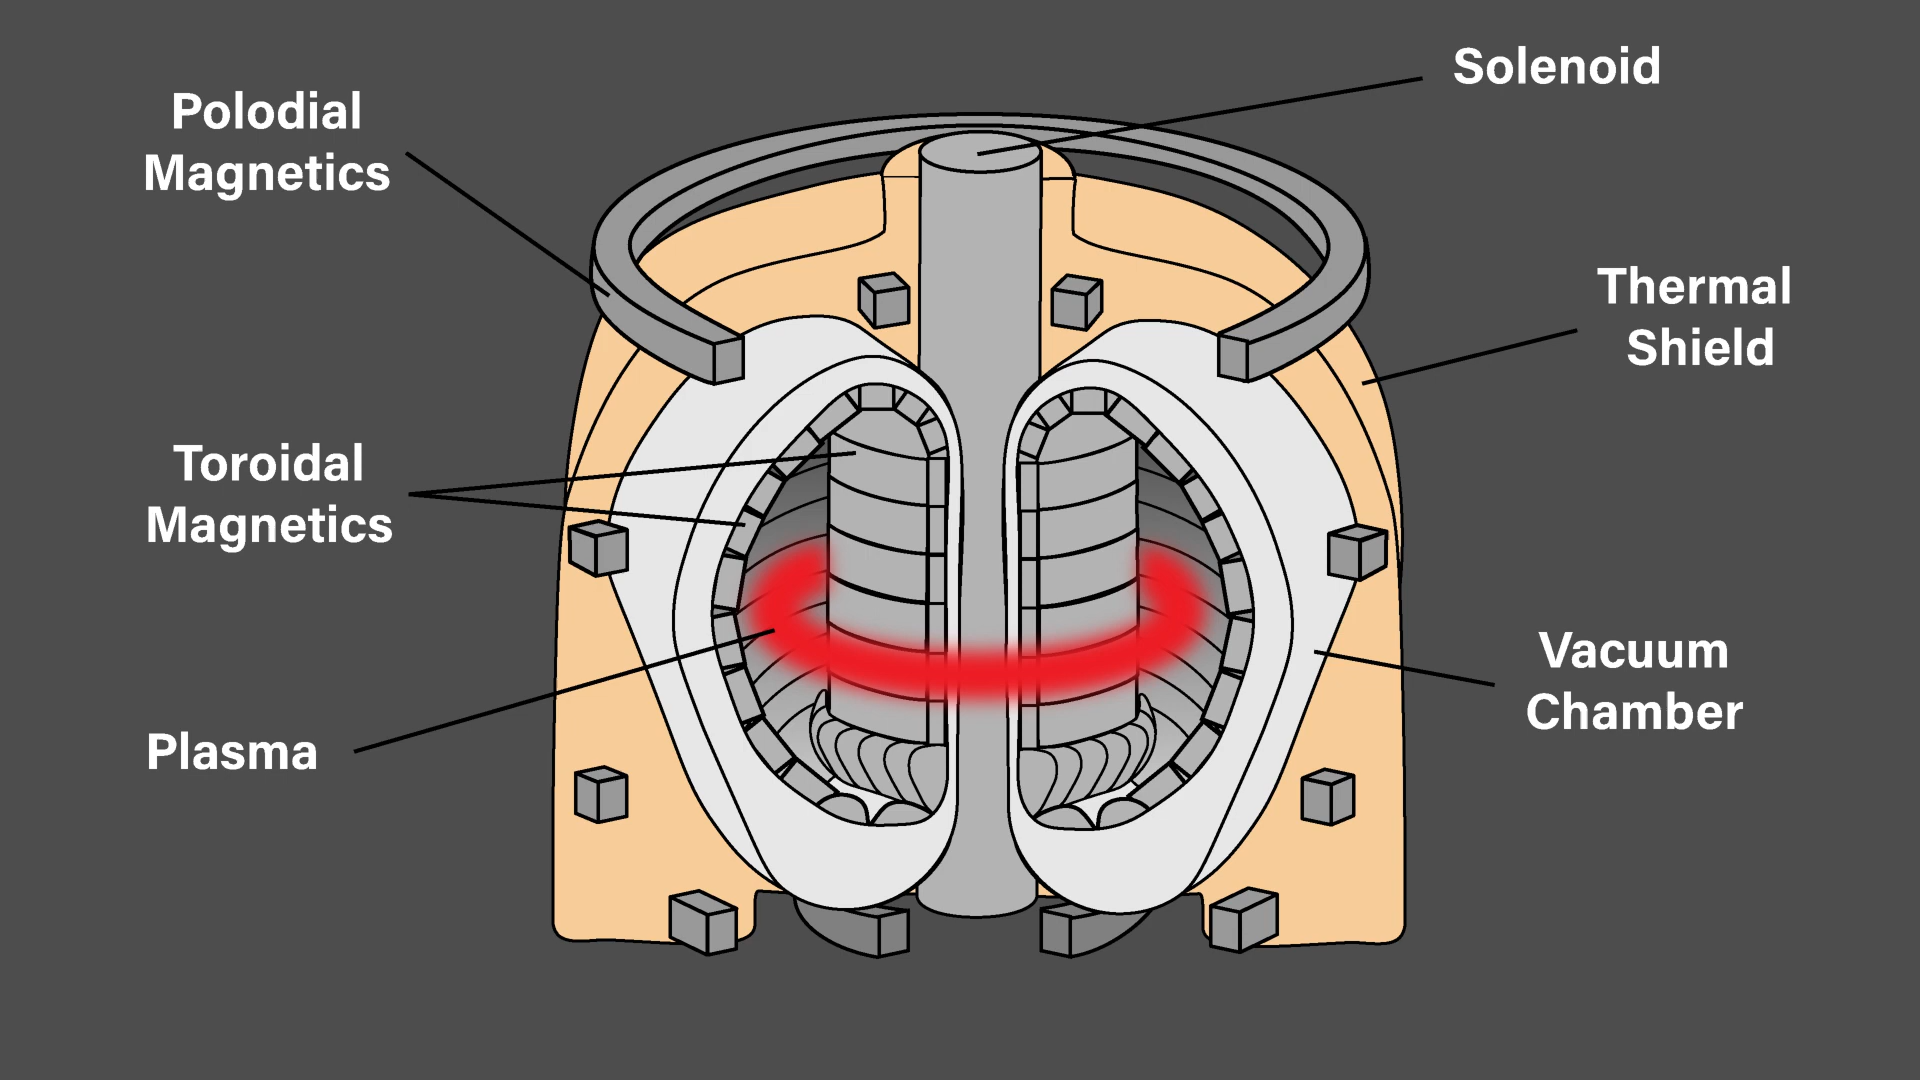 Solenoid
Polodial
Magnetics
Thermal
Shield
Toroidal
Magnetics
Vacuum
Chamber
Plasma